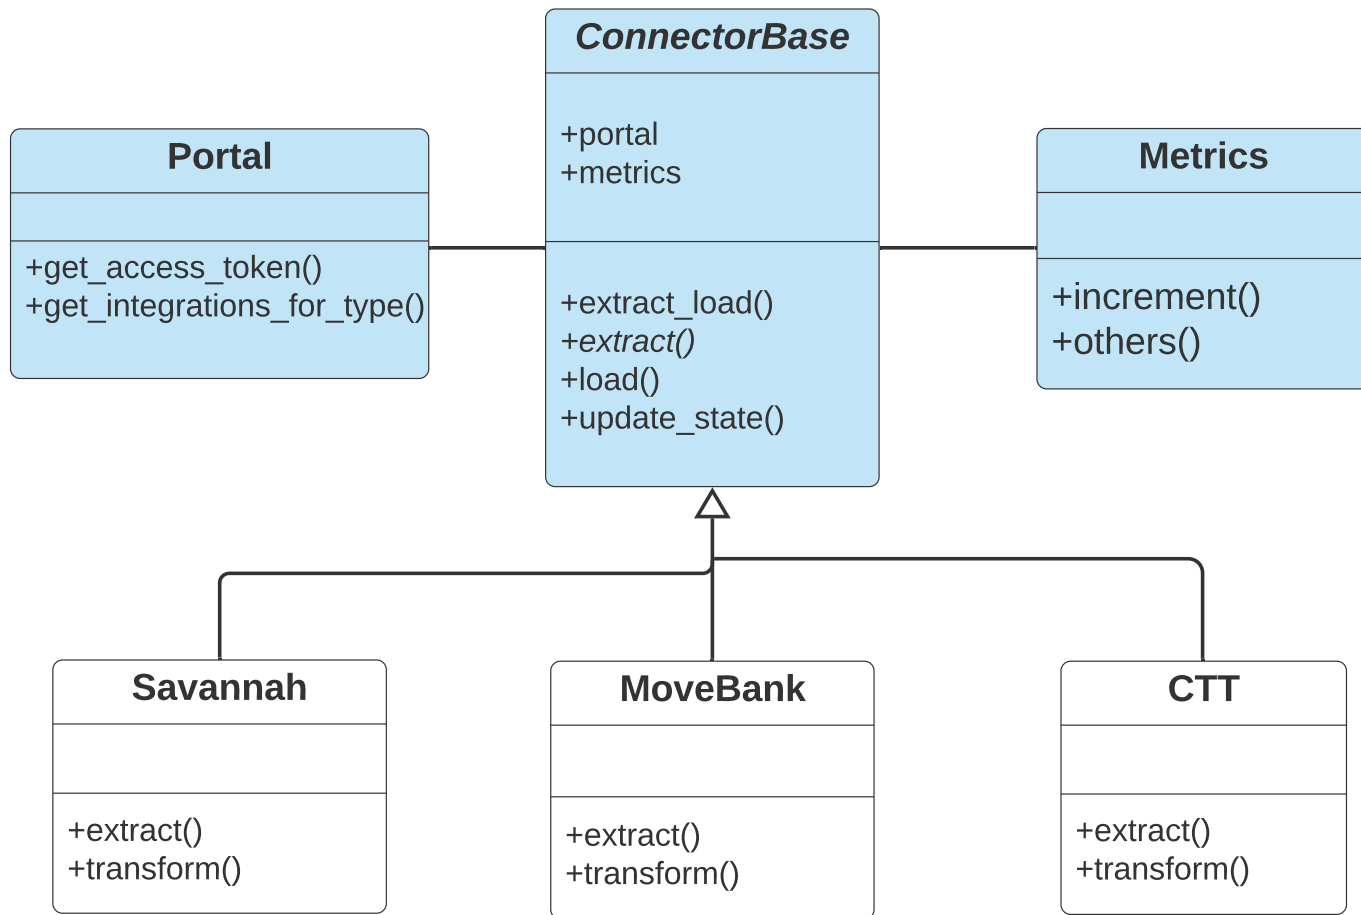 ConnectorBase
+portal
+metrics
+extract_load()
+extract()
+load()
+update_state()
Portal
+get_access_token()
+get_integrations_for_type()
Metrics
+increment()
+others()
Savannah
+extract()
+transform()
MoveBank
+extract()
+transform()
CTT
+extract()
+transform()